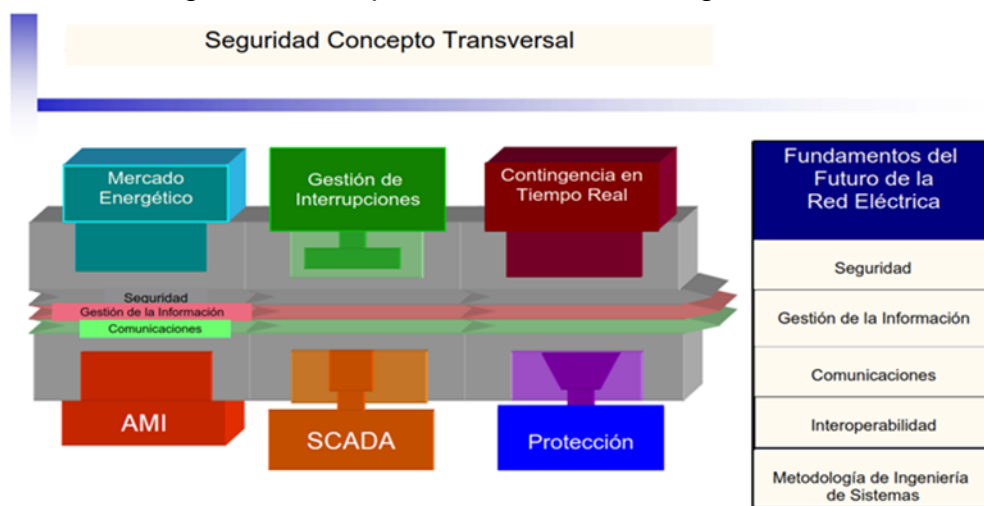 Seguridad Concepto Transversal
Mercado
Energético
Gestión de
Interrupciones
Contingencia en
Tiempo Real
Seguridad
Gestión de la Información
Comunicaciones
AMI
SCADA
Protección
Fundamentos del
Futuro de la
Red Eléctrica
Seguridad
Gestión de la Información
Comunicaciones
Interoperabilidad
Metodología de Ingeniería
de Sistemas